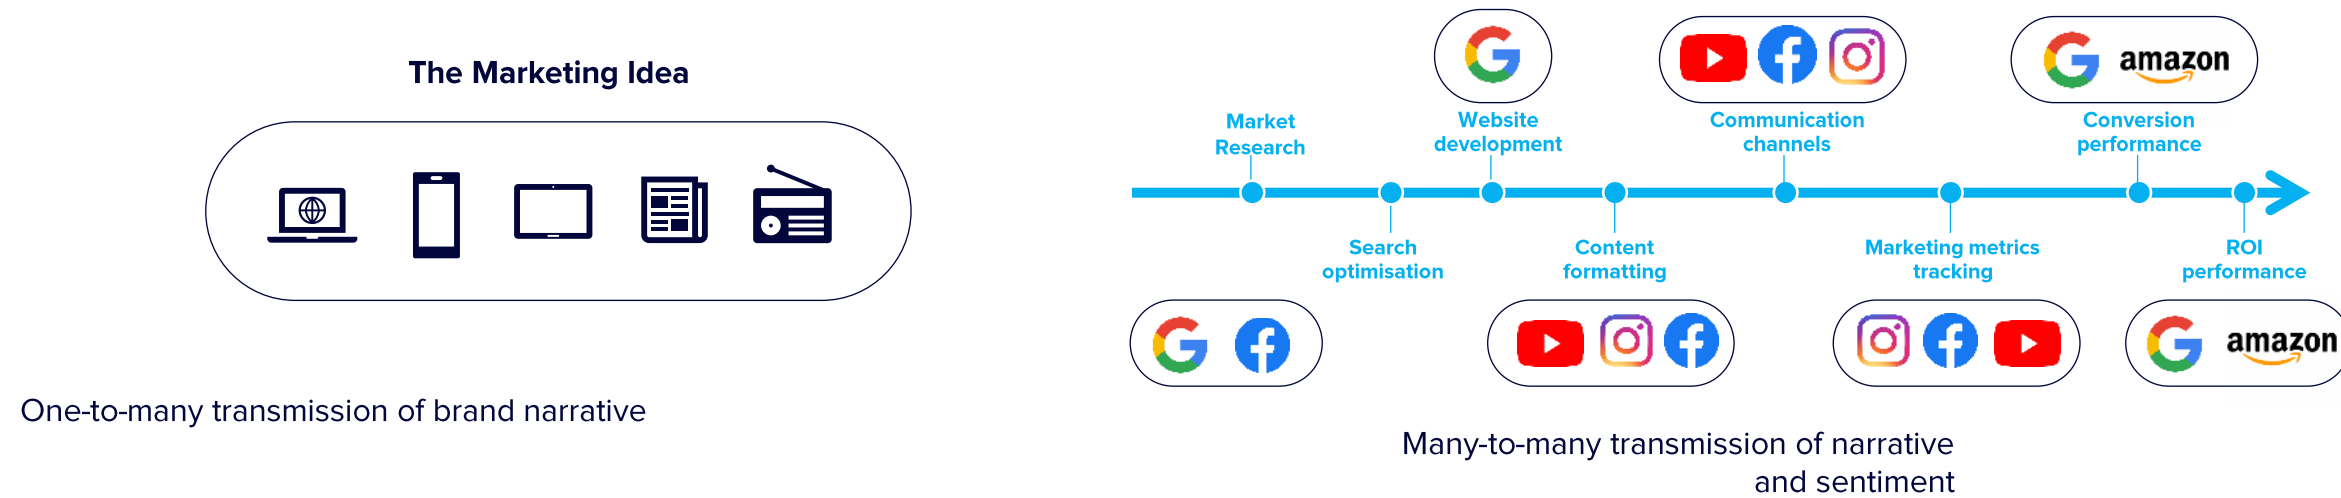 The Marketing Idea
One-to-many transmission of brand narrative
Market
Research
Website
development
Communication
channels
amazon
Conversion
performance
Search
optimisation
Content
formatting
Marketing metrics
tracking
ROI
performance
amazon
Many-to-many transmission of narrative
and sentiment